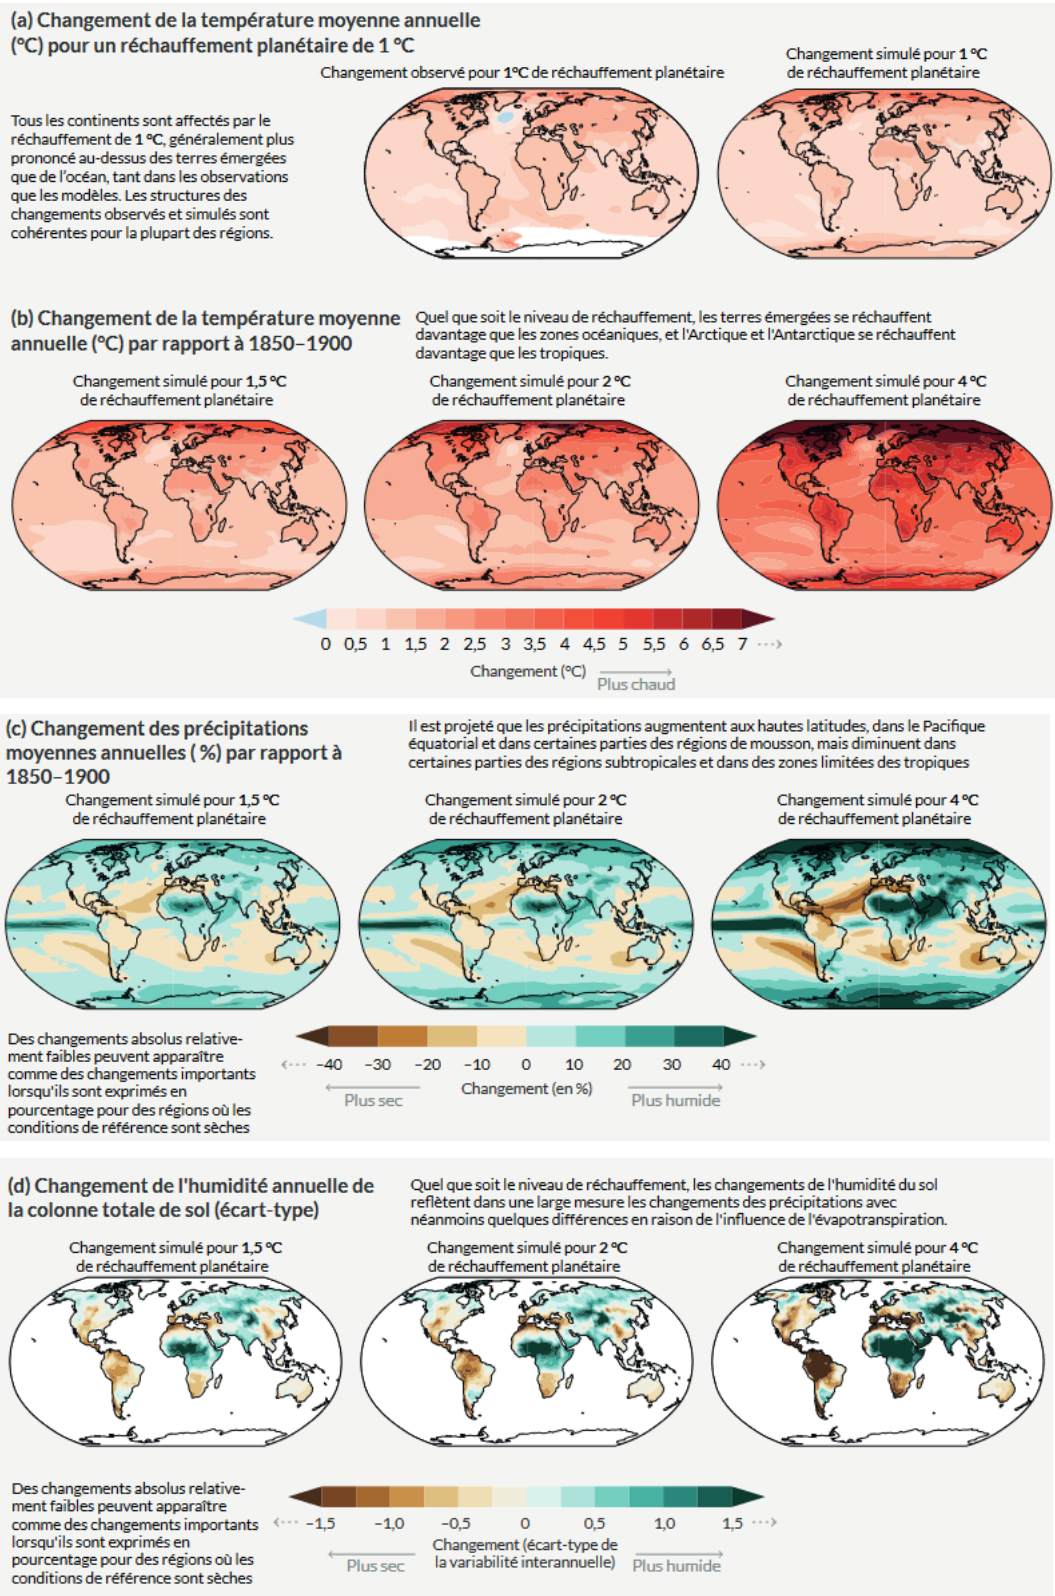 (a) Changement de la température moyenne annuelle
(°C) pour un réchauffement planétaire de 1 °C
Changement observé pour 1°C de réchauffement planétaire
Changement simulé pour 1 °C
de réchauffement planétaire
Tous les continents sont affectés par le
réchauffement de 1 °C, généralement plus
prononcé au-dessus des terres émergées
que de l'océan, tant dans les observations
que les modèles. Les structures des
changements observés et simulés sont
cohérentes pour la plupart des régions.
(b) Changement de la température moyenne
annuelle (°C) par rapport à 1850–1900
Quel que soit le niveau de réchauffement, les terres émergées se réchauffent
davantage que les zones océaniques, et l'Arctique et l'Antarctique se réchauffent
davantage que les tropiques.
Changement simulé pour 1,5 °C
de réchauffement planétaire
Changement simulé pour 2 °C
de réchauffement planétaire
Changement simulé pour 4 °C
de réchauffement planétaire
0 0,5 1 1,5 2 2,5 3 3,5 4 4,5 5 5,5 6 6,5 7
Changement (°C)
Plus chaud
(c) Changement des précipitations
moyennes annuelles ( %) par rapport à
1850–1900
Il est projeté que les précipitations augmentent aux hautes latitudes, dans le Pacifique
équatorial et dans certaines parties des régions de mousson, mais diminuent dans
certaines parties des régions subtropicales et dans des zones limitées des tropiques
Changement simulé pour 1,5 °C
de réchauffement planétaire
Changement simulé pour 2 °C
de réchauffement planétaire
Changement simulé pour 4 °C
de réchauffement planétaire
Des changements absolus relative-
ment faibles peuvent apparaître
comme des changements importants
lorsqu'ils sont exprimés en
pourcentage pour des régions où les
conditions de référence sont sèches
–40 –30 –20 –10 0 10 20 30 40
Changement (en %)
Plus sec
Plus humide
(d) Changement de l'humidité annuelle de
la colonne totale de sol (écart-type)
Quel que soit le niveau de réchauffement, les changements de l'humidité du sol
reflètent dans une large mesure les changements des précipitations avec
néanmoins quelques différences en raison de l'influence de l'évapotranspiration.
Changement simulé pour 1,5 °C
de réchauffement planétaire
Changement simulé pour 2 °C
de réchauffement planétaire
Changement simulé pour 4 °C
de réchauffement planétaire
Des changements absolus relative-
ment faibles peuvent apparaître
comme des changements importants
lorsqu'ils sont exprimés en
pourcentage pour des régions où les
conditions de référence sont sèches
–1,5 –1,0 –0,5 0 0,5 1,0 1,5
Changement (écart-type de
la variabilité interannuelle)
Plus sec
Plus humide